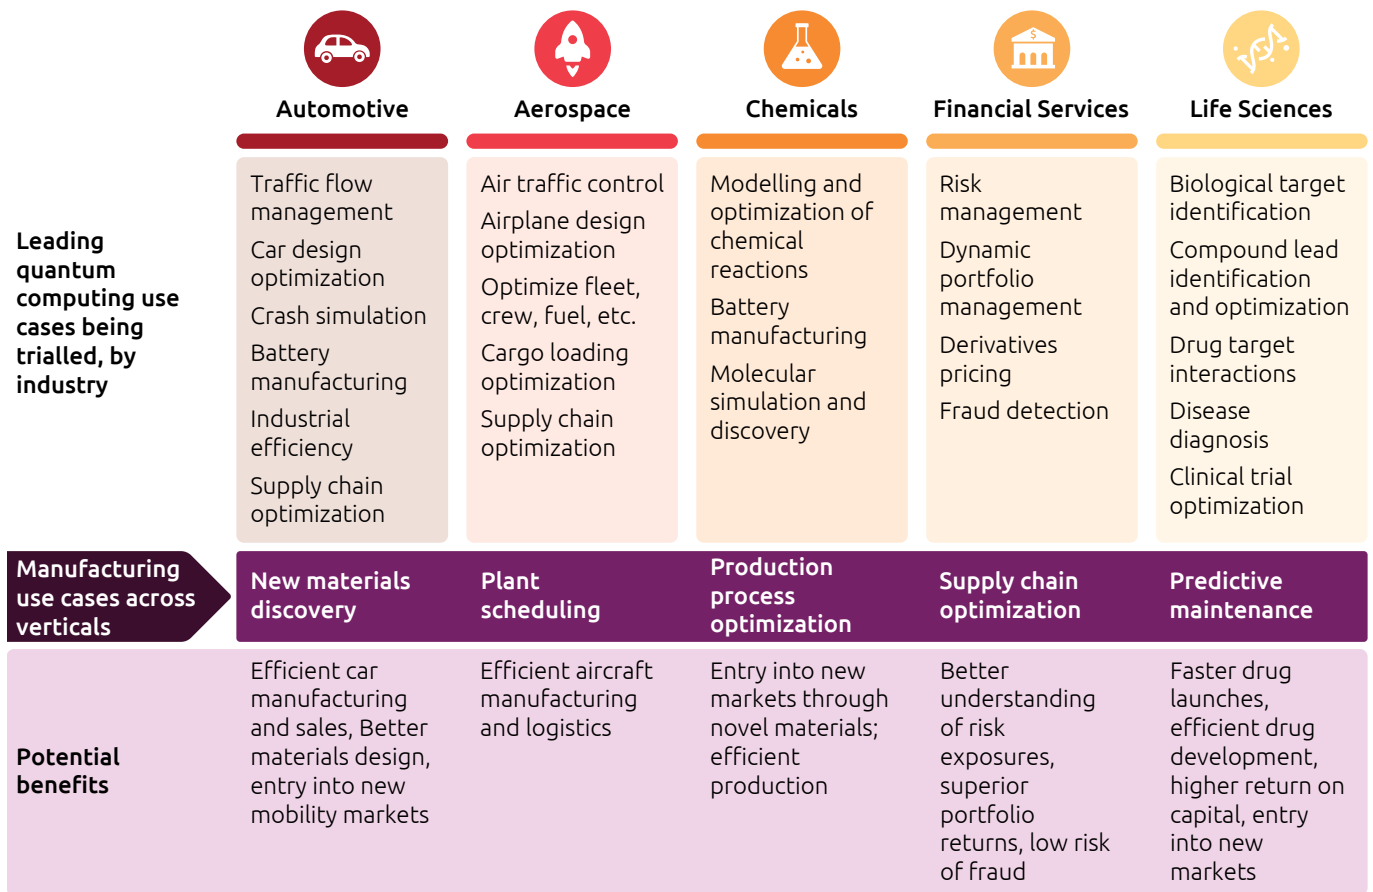 Automotive
Aerospace
Chemicals
Financial Services
Life Sciences
Leading
quantum
computing use
cases being
trialled, by
industry
Traffic flow
management
Car design
optimization
Crash simulation
Battery
manufacturing
Industrial
efficiency
Supply chain
optimization
Air traffic control
Airplane design
optimization
Optimize fleet,
crew, fuel, etc.
Cargo loading
optimization
Supply chain
optimization
Modelling and
optimization of
chemical
reactions
Battery
manufacturing
Molecular
simulation and
discovery
Risk
management
Dynamic
portfolio
management
Derivatives
pricing
Fraud detection
Biological target
identification
Compound lead
identification
and optimization
Drug target
interactions
Disease
diagnosis
Clinical trial
optimization
Manufacturing
use cases across
verticals
New materials
discovery
Plant
scheduling
Production
process
optimization
Supply chain
optimization
Predictive
maintenance
Potential
benefits
Efficient car
manufacturing
and sales, Better
materials design,
entry into new
mobility markets
Efficient aircraft
manufacturing
and logistics
Entry into new
markets through
novel materials;
efficient
production
Better
understanding
of risk
exposures,
superior
portfolio
returns, low risk
of fraud
Faster drug
launches,
efficient drug
development,
higher return on
capital, entry
into new
markets